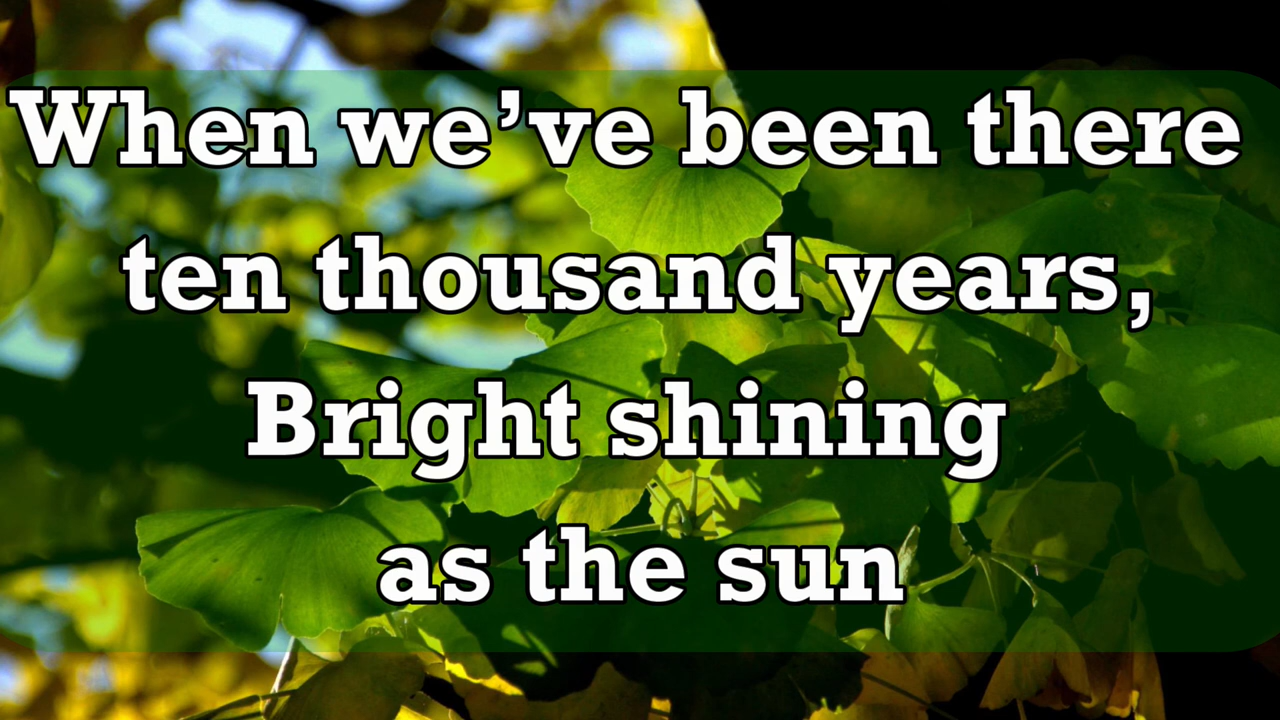 When we’ve been there
ten thousand years,
Bright shining
as the sun